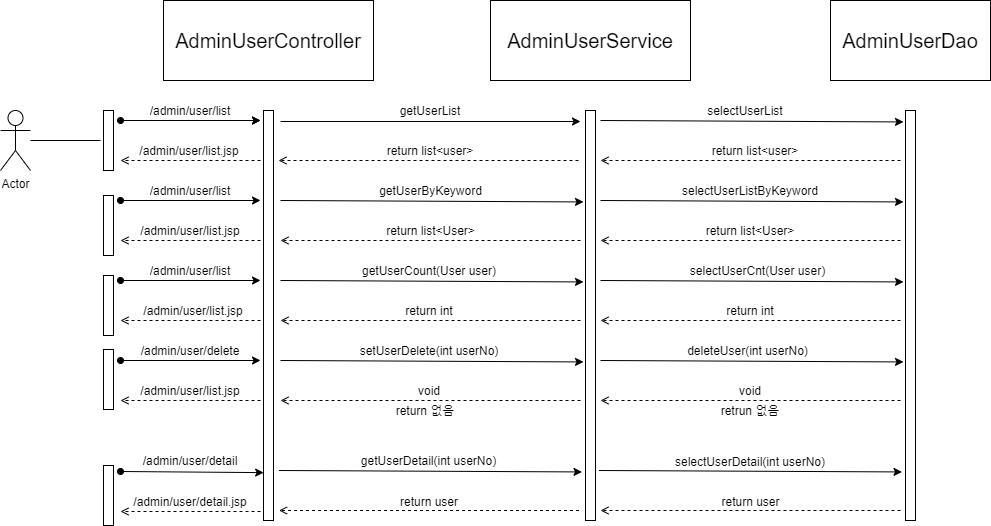 AdminUserController
AdminUserService
AdminUserDao
Actor
/admin/user/list
getUserList
selectUserList
/admin/user/list.jsp
return list<user>
return list<user>
/admin/user/list
getUserByKeyword
selectUserListByKeyword
/admin/user/list.jsp
return list<User>
return list<User>
/admin/user/list
getUserCount(User user)
selectUserCnt(User user)
/admin/user/list.jsp
return int
return int
/admin/user/delete
setUserDelete(int userNo)
deleteUser(int userNo)
/admin/user/list.jsp
void
return 없음
void
retrun 없음
/admin/user/detail
getUserDetail(int userNo)
selectUserDetail(int userNo)
/admin/user/detail.jsp
return user
return user